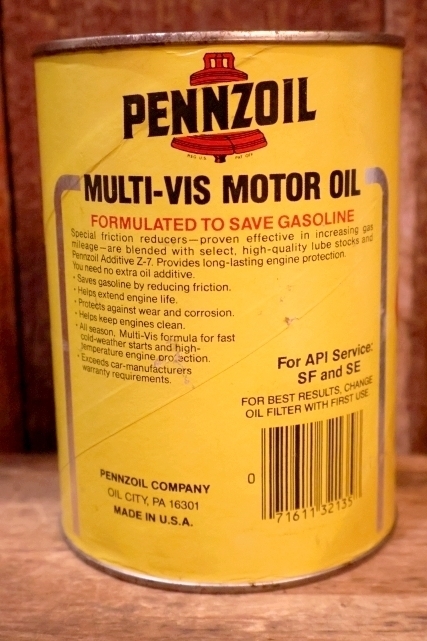 PENNZOIL
MULTI-VIS MOTOR OIL
FORMULATED TO SAVE GASOLINE
Special friction reducers—proven effective in increasing gas
mileage—are blended with select, high-quality lube stocks and
Pennzoil Additive Z-7. Provides long-lasting engine protection.
You need no extra oil additive.
• Saves gasoline by reducing friction.
• Helps extend engine life.
• Protects against wear and corrosion.
• Helps keep engines clean.
• All season, Multi-Vis formula for fast
cold-weather starts and high-
temperature engine protection.
• Exceeds car-manufacturers
warranty requirements.
For API Service:
SF and SE
FOR BEST RESULTS, CHANGE
OIL FILTER WITH FIRST USE
0
71611 32135
PENNZOIL COMPANY
OIL CITY, PA 16301
MADE IN U.S.A.